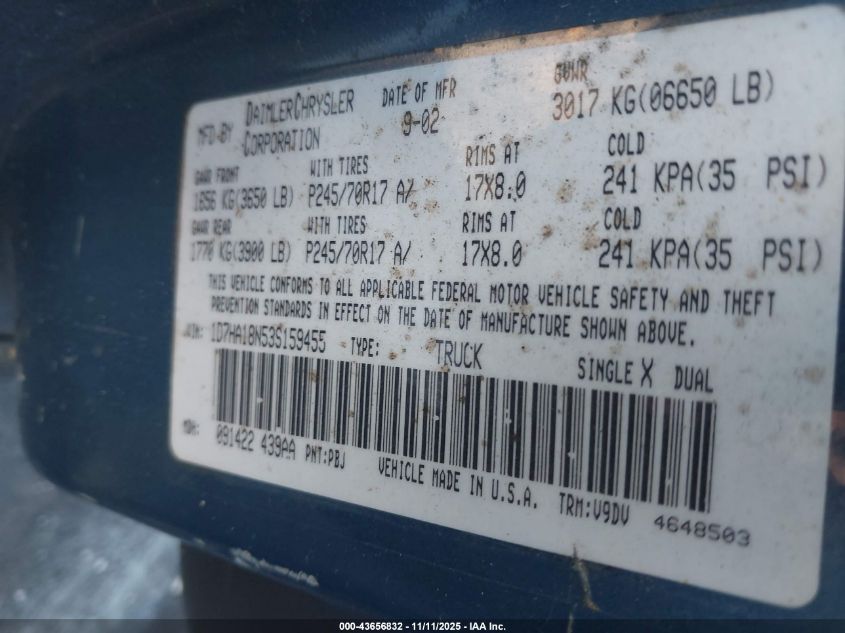 MFD BY DAIMLERCHRYSLER CORPORATION DATE OF MFR 9-02 GVWR 3017 KG(06650 LB)
GAWR FRONT WITH TIRES RIMS AT COLD
1656 KG(3650 LB) P245/70R17 A/ 17X8.0 241 KPA(35 PSI)
GAWR REAR WITH TIRES RIMS AT COLD
1770 KG(3900 LB) P245/70R17 A/ 17X8.0 241 KPA(35 PSI)
THIS VEHICLE CONFORMS TO ALL APPLICABLE FEDERAL MOTOR VEHICLE SAFETY AND THEFT
PREVENTION STANDARDS IN EFFECT ON THE DATE OF MANUFACTURE SHOWN ABOVE.
VIN: 1D7HA18N53S159455 TYPE: TRUCK SINGLE X DUAL
MDH: 091422 439AA PNT:PBJ VEHICLE MADE IN U.S.A. TRM:V9DV 4648503
000-43656832 - 11/11/2025 - IAA Inc.